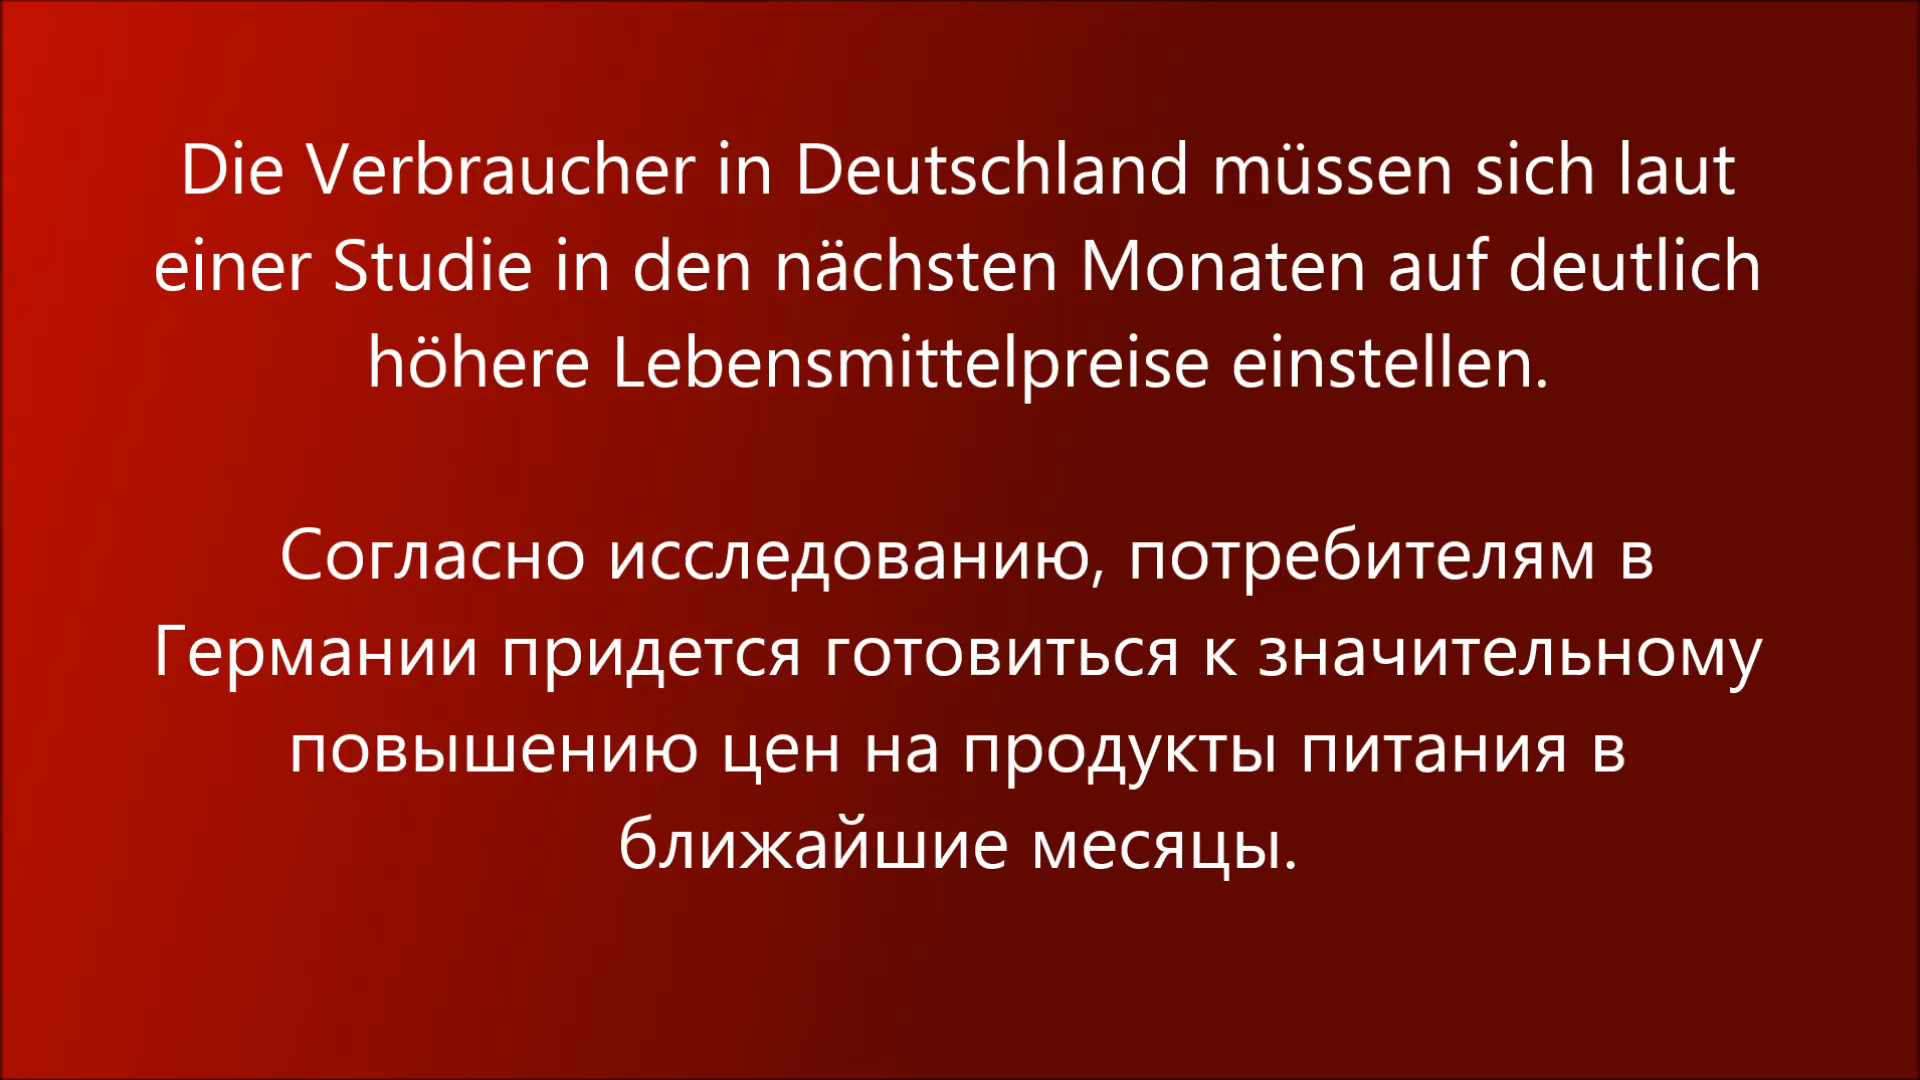 Die Verbraucher in Deutschland müssen sich laut
einer Studie in den nächsten Monaten auf deutlich
höhere Lebensmittelpreise einstellen.
Согласно исследованию, потребителям в
Германии придется готовиться к значительному
повышению цен на продукты питания в
ближайшие месяцы.